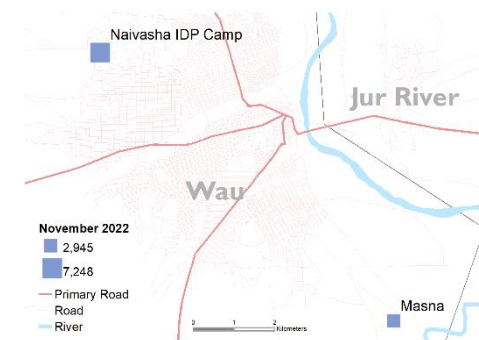 Naivasha IDP Camp
Jur River
Wau
November 2022
2,945
7,248
Primary Road
Road
River
Masna
0 1 2
Kilometers